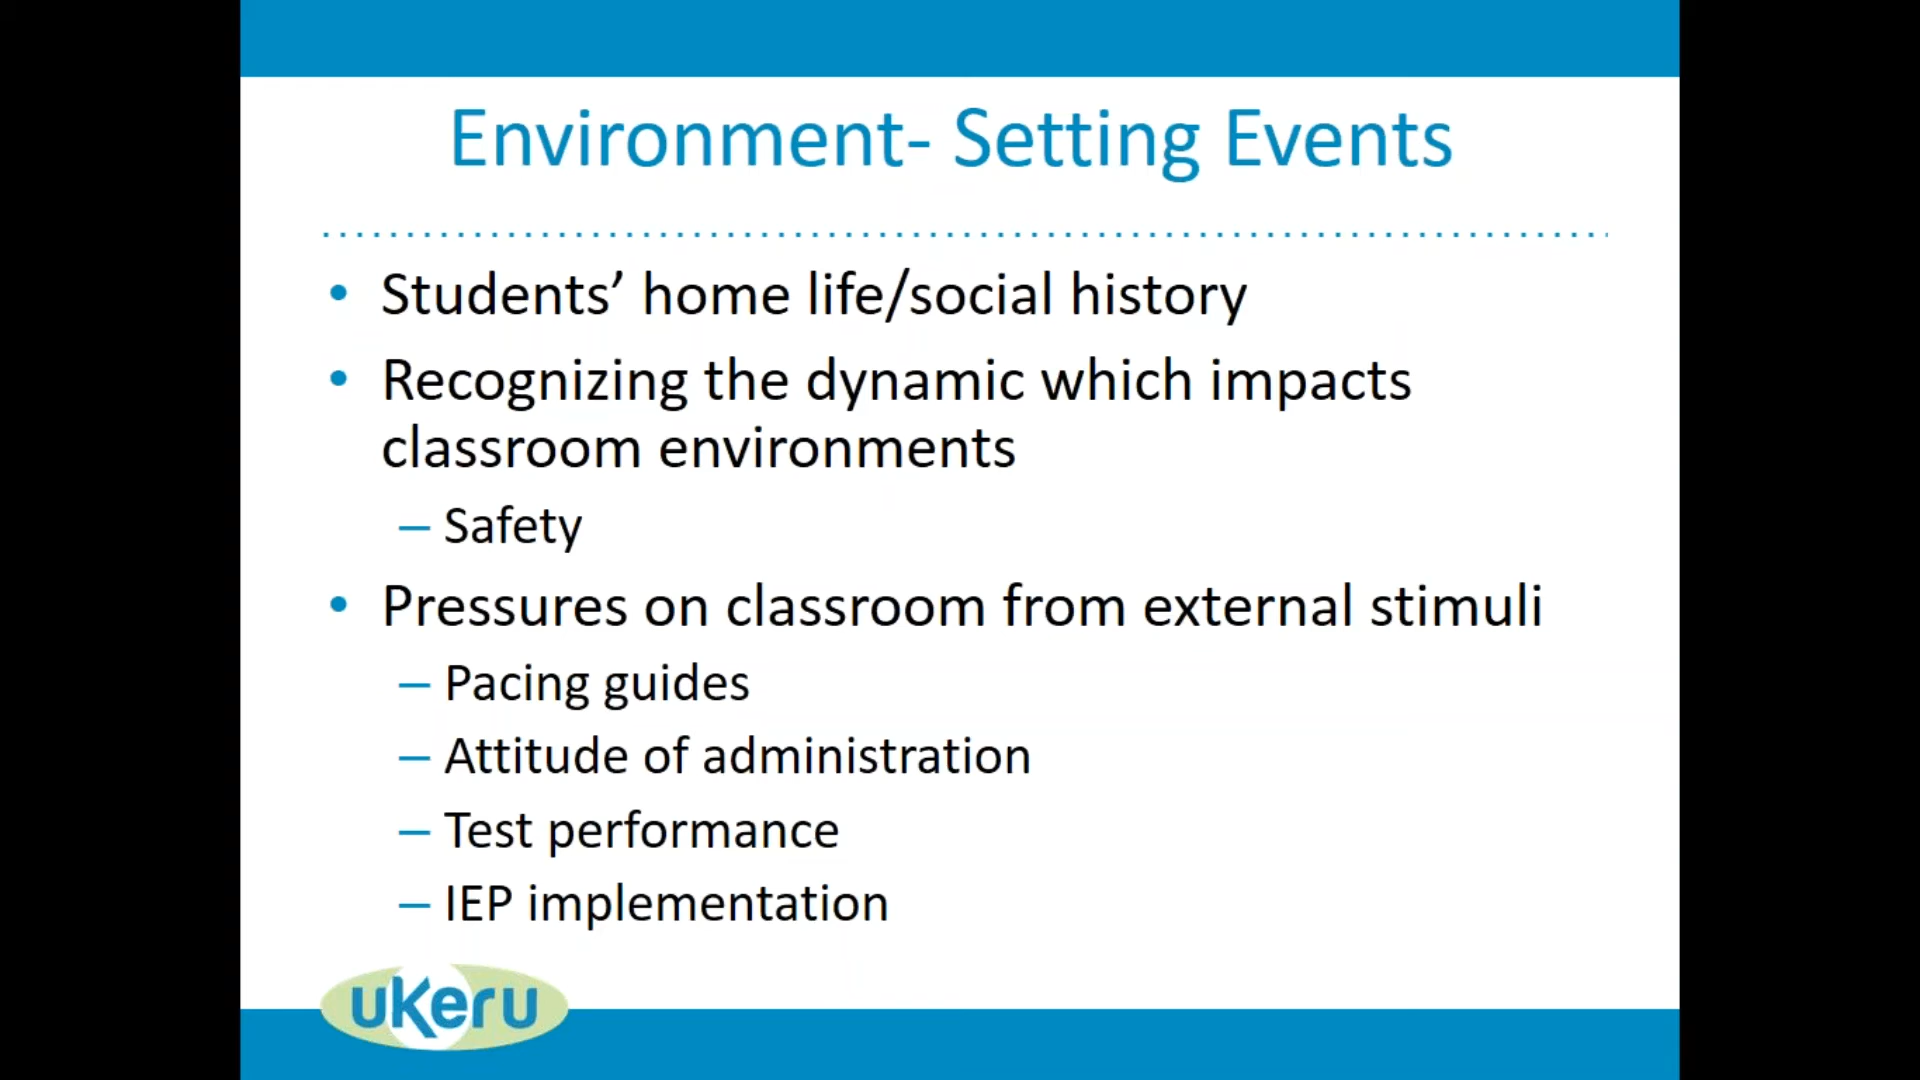 Environment- Setting Events
• Students’ home life/social history
• Recognizing the dynamic which impacts
classroom environments
– Safety
• Pressures on classroom from external stimuli
– Pacing guides
– Attitude of administration
– Test performance
– IEP implementation
uKeru